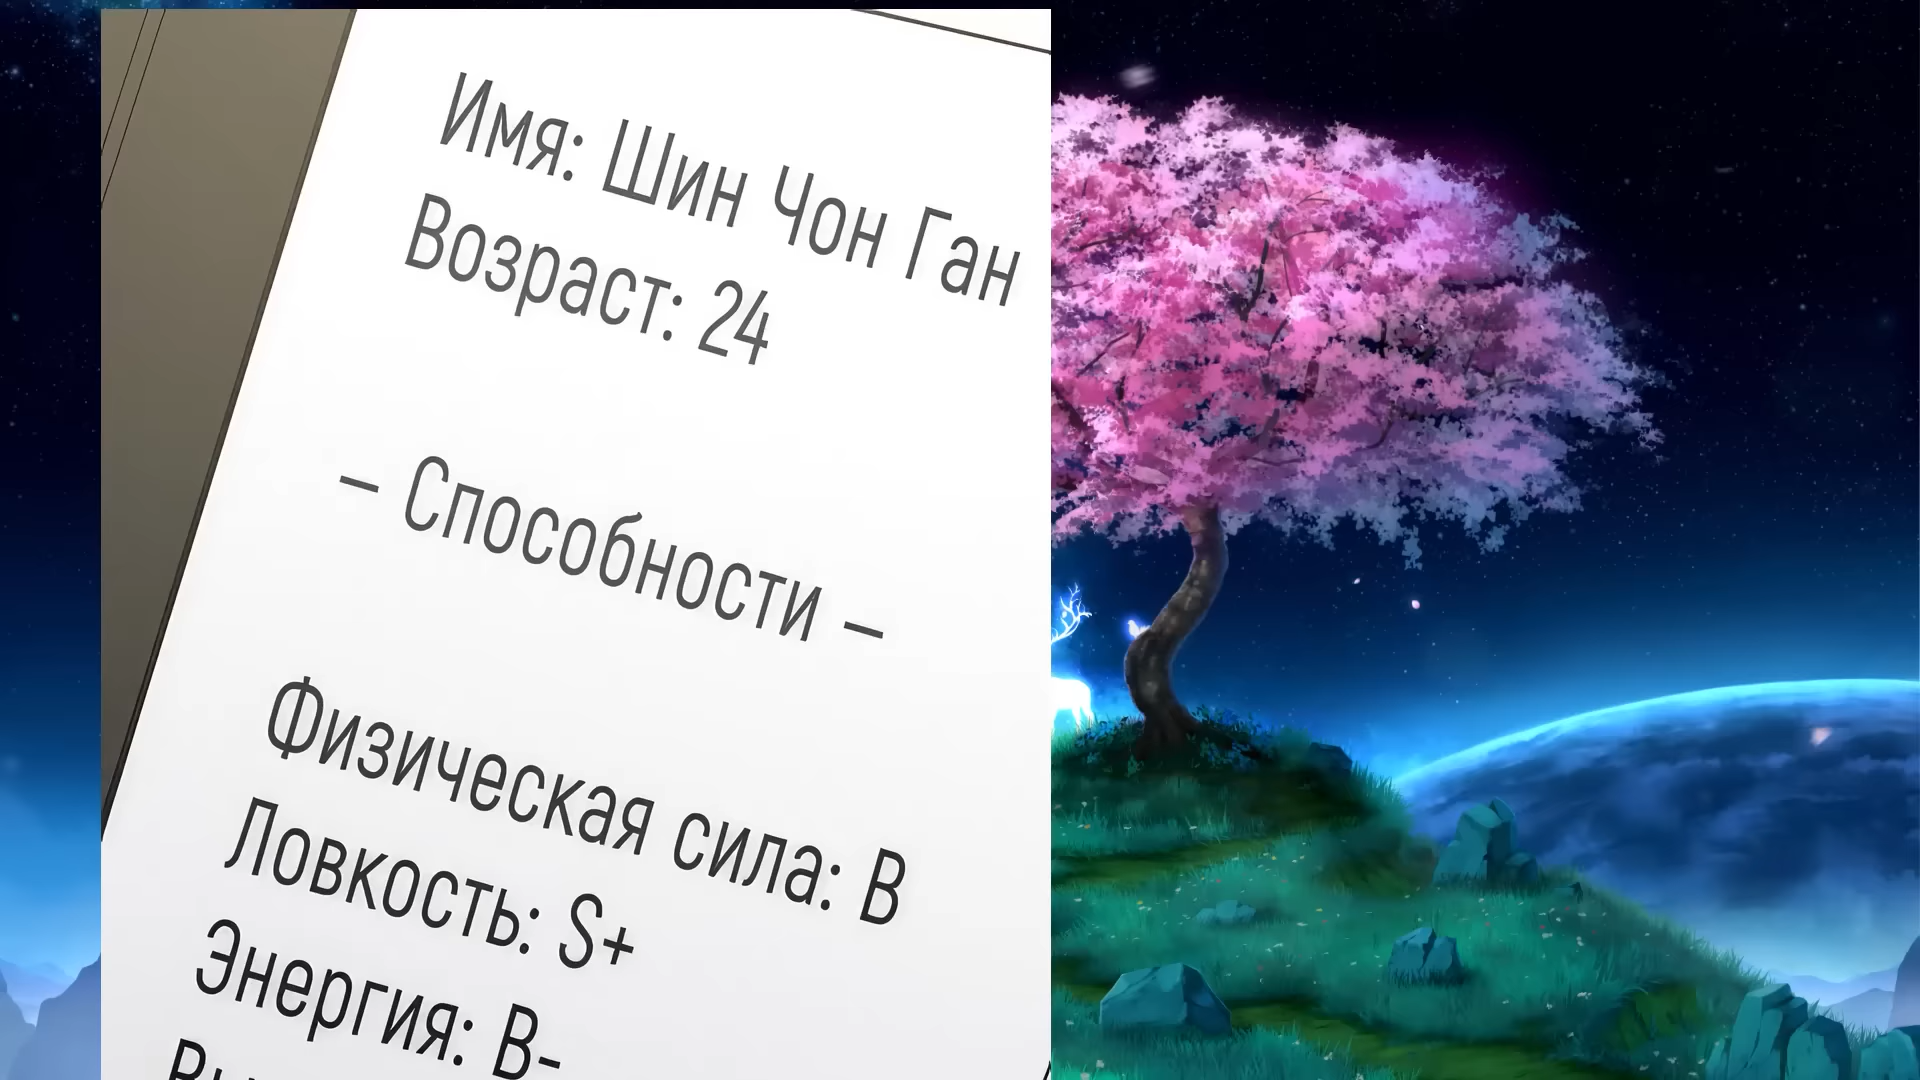 Имя: Шин Чон Ган
Возраст: 24
– Способности –
Физическая сила: B
Ловкость: S+
Энергия: B-